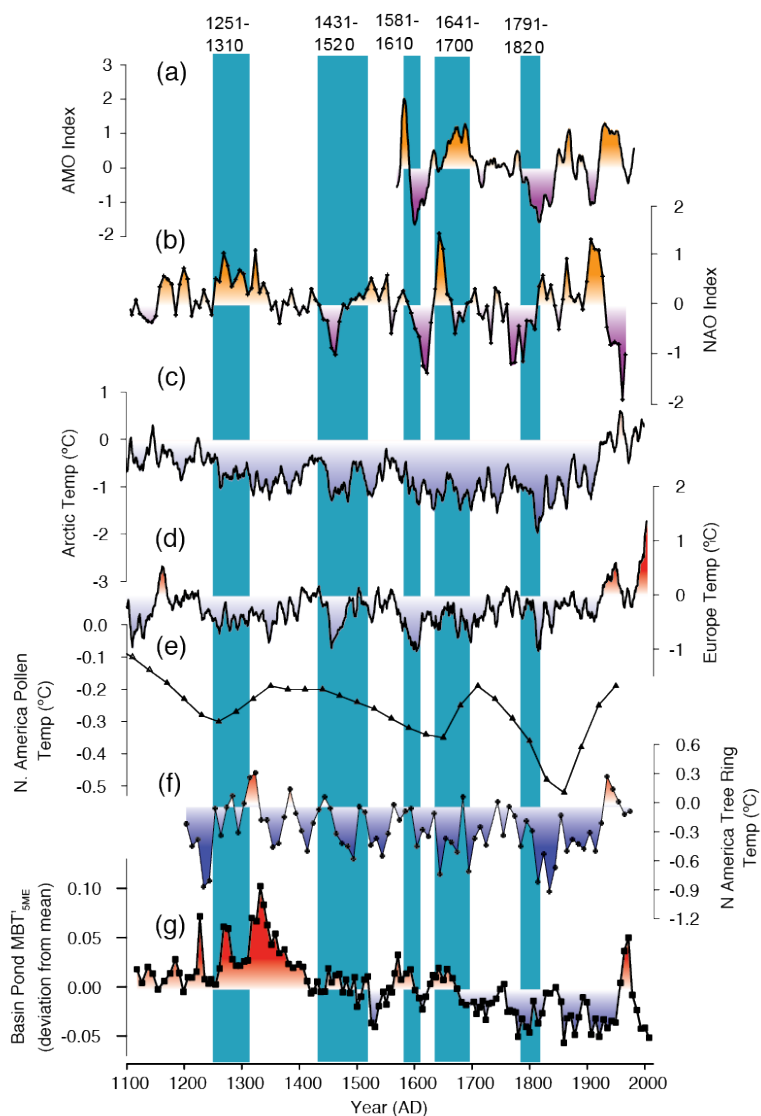 1251-
1310
1431-
1520
1581-
1610
1641-
1700
1791-
1820
(a)
3
2
1
0
-1
-2
AMO Index
(b)
2
1
0
-1
-2
NAO Index
(c)
1
0
-1
-2
-3
Arctic Temp (°C)
(d)
2
1
0
-1
Europe Temp (°C)
(e)
0.0
-0.1
-0.2
-0.3
-0.4
-0.5
N. America Pollen
Temp (°C)
(f)
0.6
0.3
0.0
-0.3
-0.6
-0.9
-1.2
N America Tree Ring
Temp (°C)
(g)
0.10
0.05
0.00
-0.05
Basin Pond MBT'5ME
(deviation from mean)
1100 1200 1300 1400 1500 1600 1700 1800 1900 2000
Year (AD)